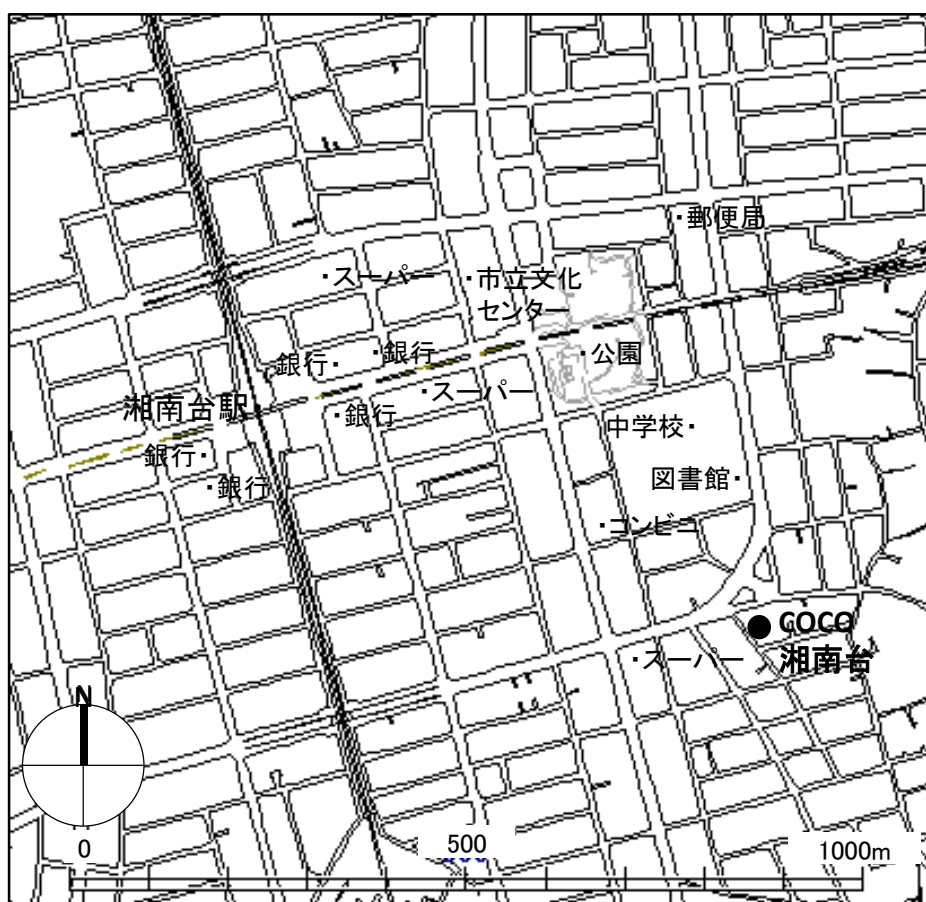 郵便局
スーパー
市立文化
センター
銀行
銀行
公園
スーパー
湘南台駅
銀行
中学校
銀行
図書館
銀行
コンビニ
COCO
湘南台
スーパー
N
0
500
1000m